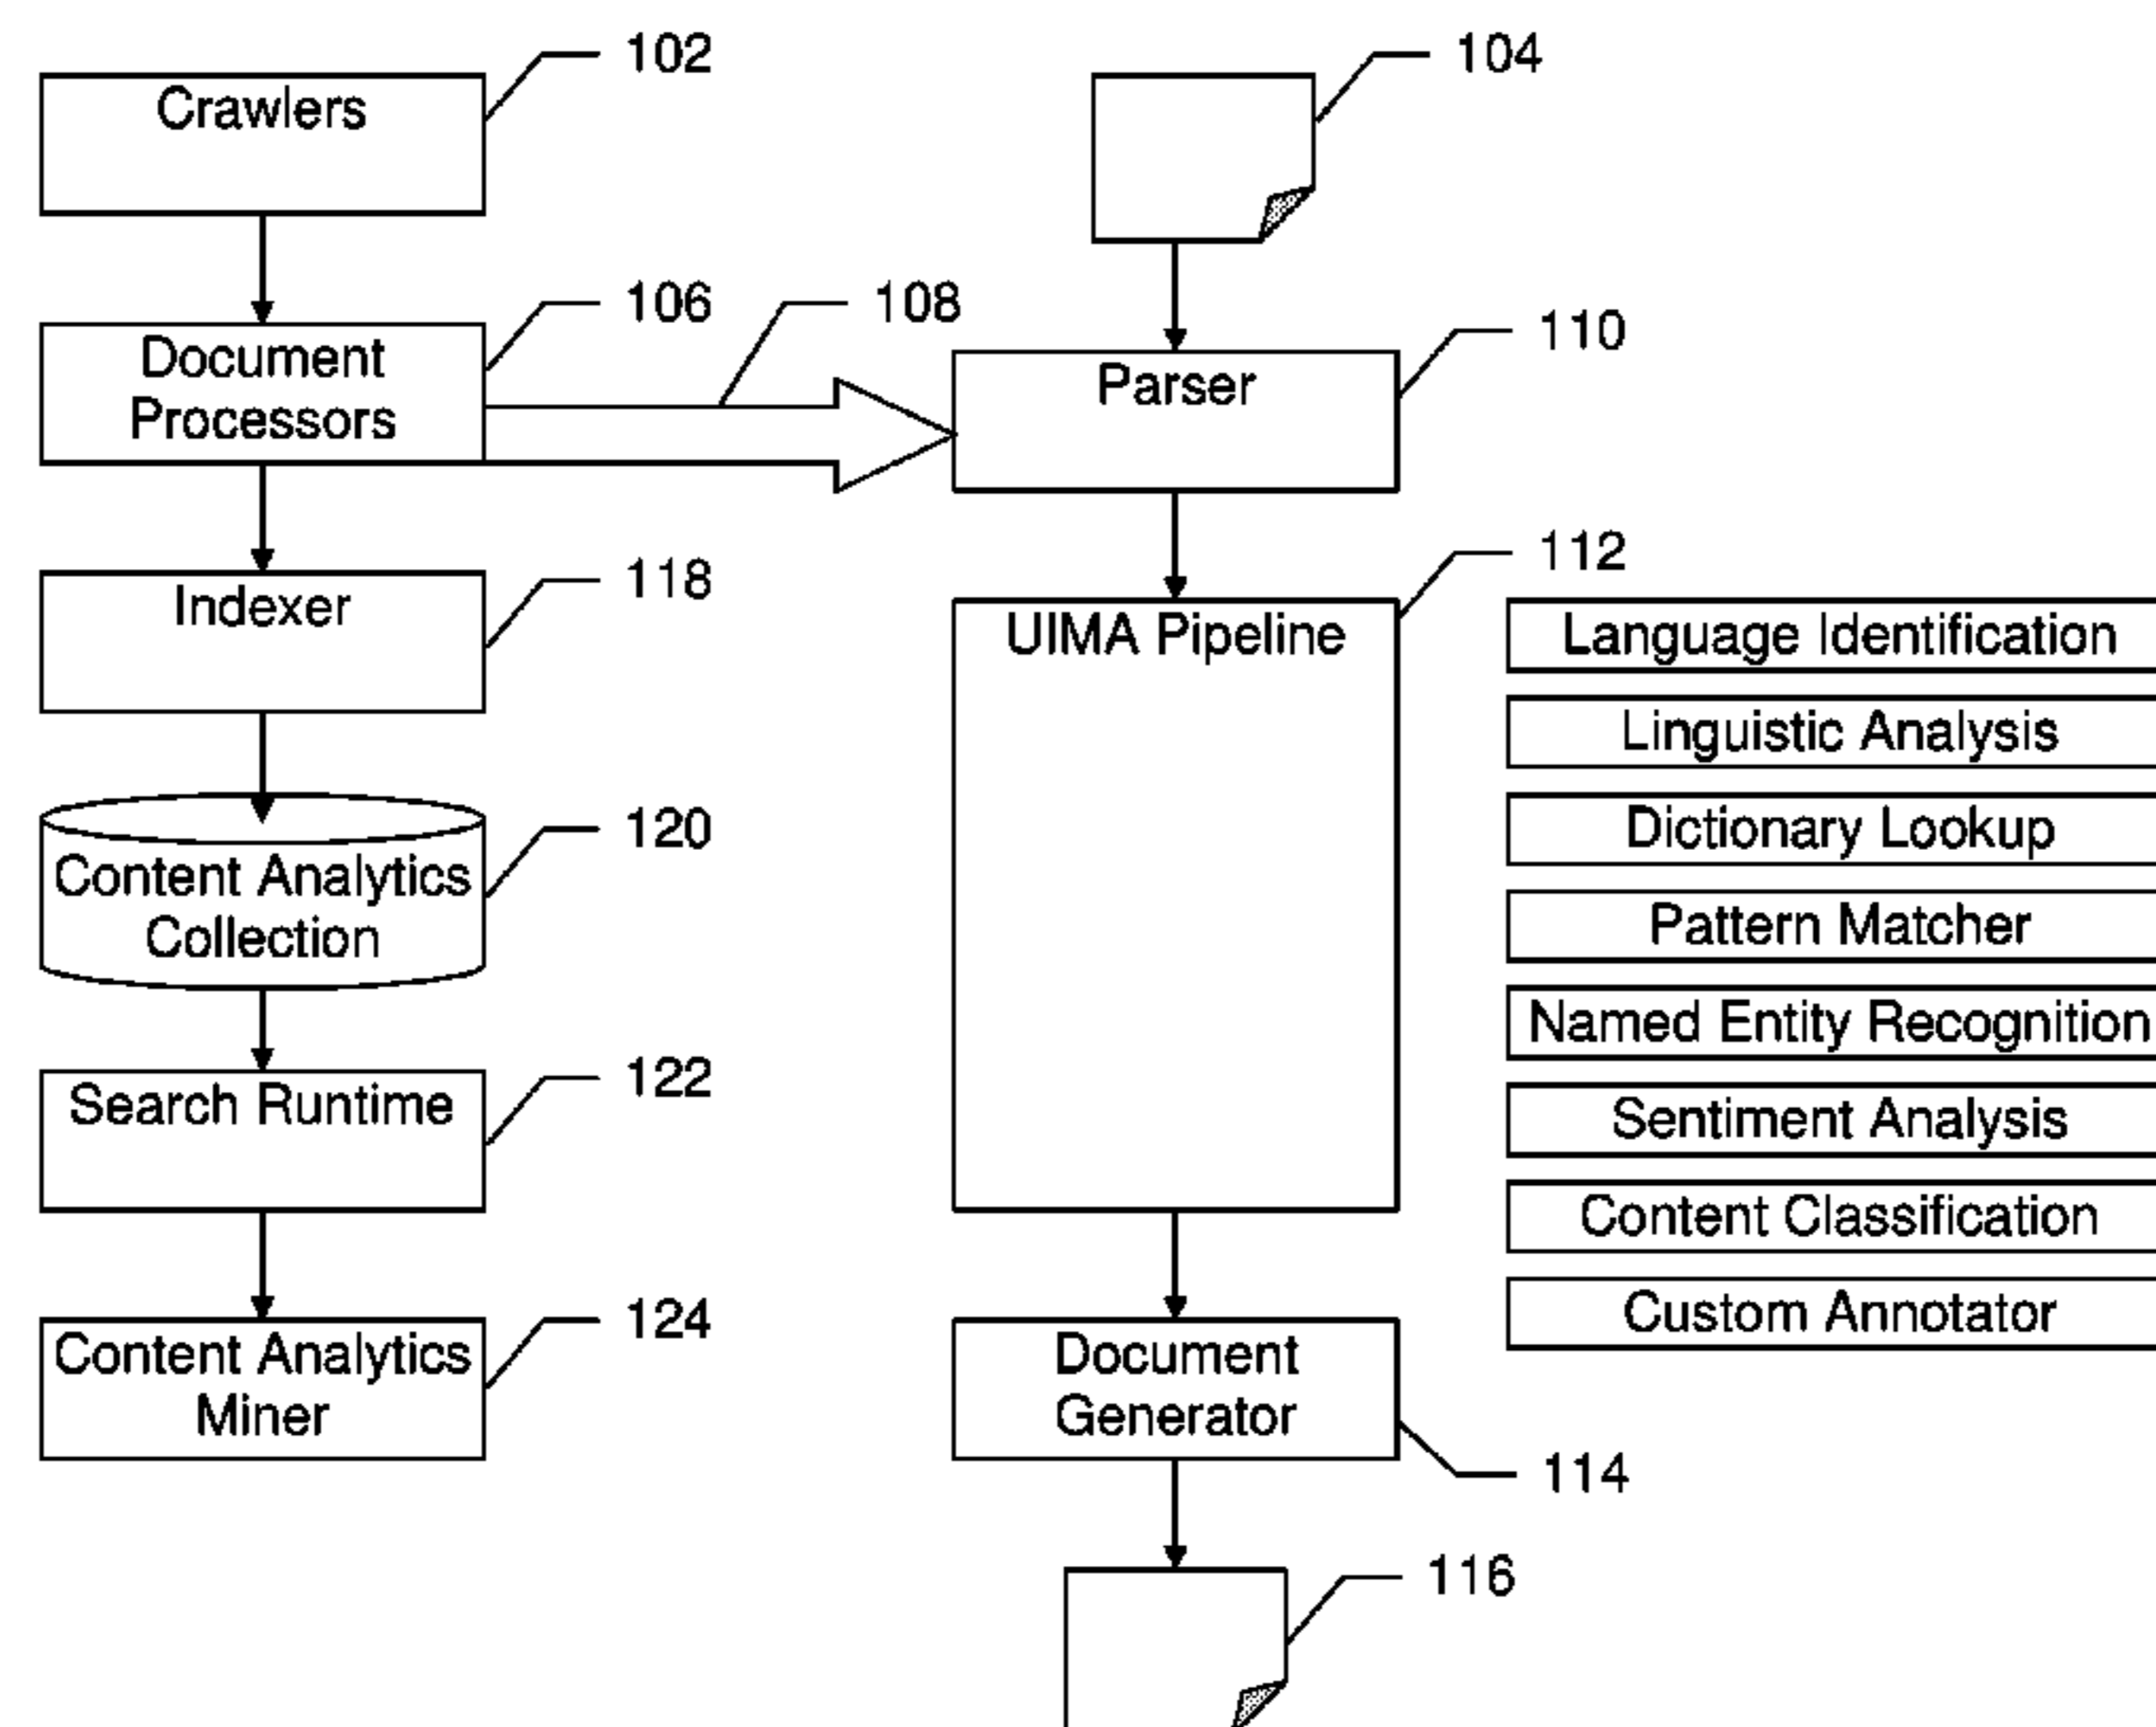 102
Crawlers
104
Document
Processors
106
108
Parser
110
Indexer
118
UIMA Pipeline
112
Language Identification
Linguistic Analysis
Dictionary Lookup
Pattern Matcher
Named Entity Recognition
Sentiment Analysis
Content Classification
Custom Annotator
Content Analytics
Collection
120
Search Runtime
122
Content Analytics
Miner
124
Document
Generator
114
116